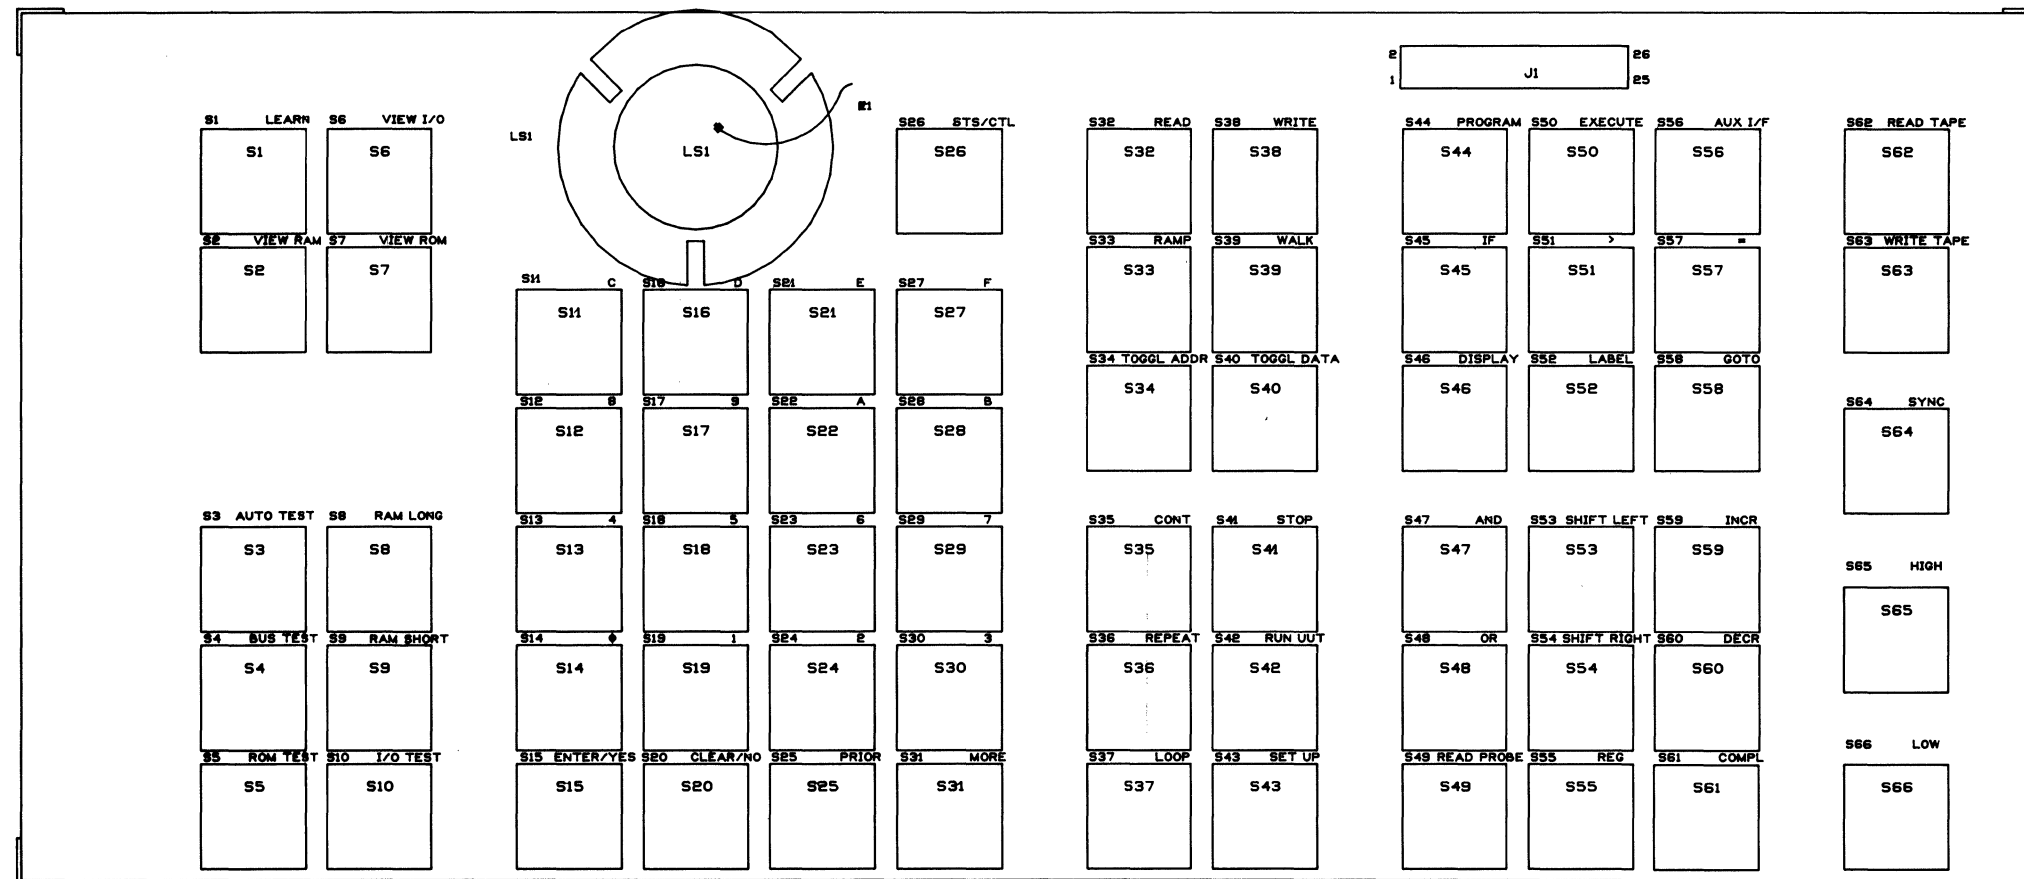 2 26
J1
1 25
S1 LEARN S6 VIEW I/O LS1 E1 S26 STS/CTL S32 READ S38 WRITE S44 PROGRAM S50 EXECUTE S56 AUX I/F S62 READ TAPE
S1 S6 LS1 S26 S32 S38 S44 S50 S56 S62
S2 VIEW RAM S7 VIEW ROM S33 RAMP S39 WALK S45 IF S51 > S57 = S63 WRITE TAPE
S2 S7 S33 S39 S45 S51 S57 S63
S11 C S16 D S21 E S27 F
S11 S16 S21 S27
S34 TOGGL ADDR S40 TOGGL DATA S46 DISPLAY S52 LABEL S58 GOTO
S34 S40 S46 S52 S58
S12 8 S17 9 S22 A S28 B S64 SYNC
S12 S17 S22 S28 S64
S3 AUTO TEST S8 RAM LONG S13 4 S18 5 S23 6 S29 7 S35 CONT S41 STOP S47 AND S53 SHIFT LEFT S59 INCR
S3 S8 S13 S18 S23 S29 S35 S41 S47 S53 S59
S65 HIGH
S65
S4 BUS TEST S9 RAM SHORT S14 0 S19 1 S24 2 S30 3 S36 REPEAT S42 RUN UUT S48 OR S54 SHIFT RIGHT S60 DECR
S4 S9 S14 S19 S24 S30 S36 S42 S48 S54 S60
S66 LOW
S5 ROM TEST S10 I/O TEST S15 ENTER/YES S20 CLEAR/NO S25 PRIOR S31 MORE S37 LOOP S43 SET UP S49 READ PROBE S55 REG S61 COMPL
S5 S10 S15 S20 S25 S31 S37 S43 S49 S55 S61 S66